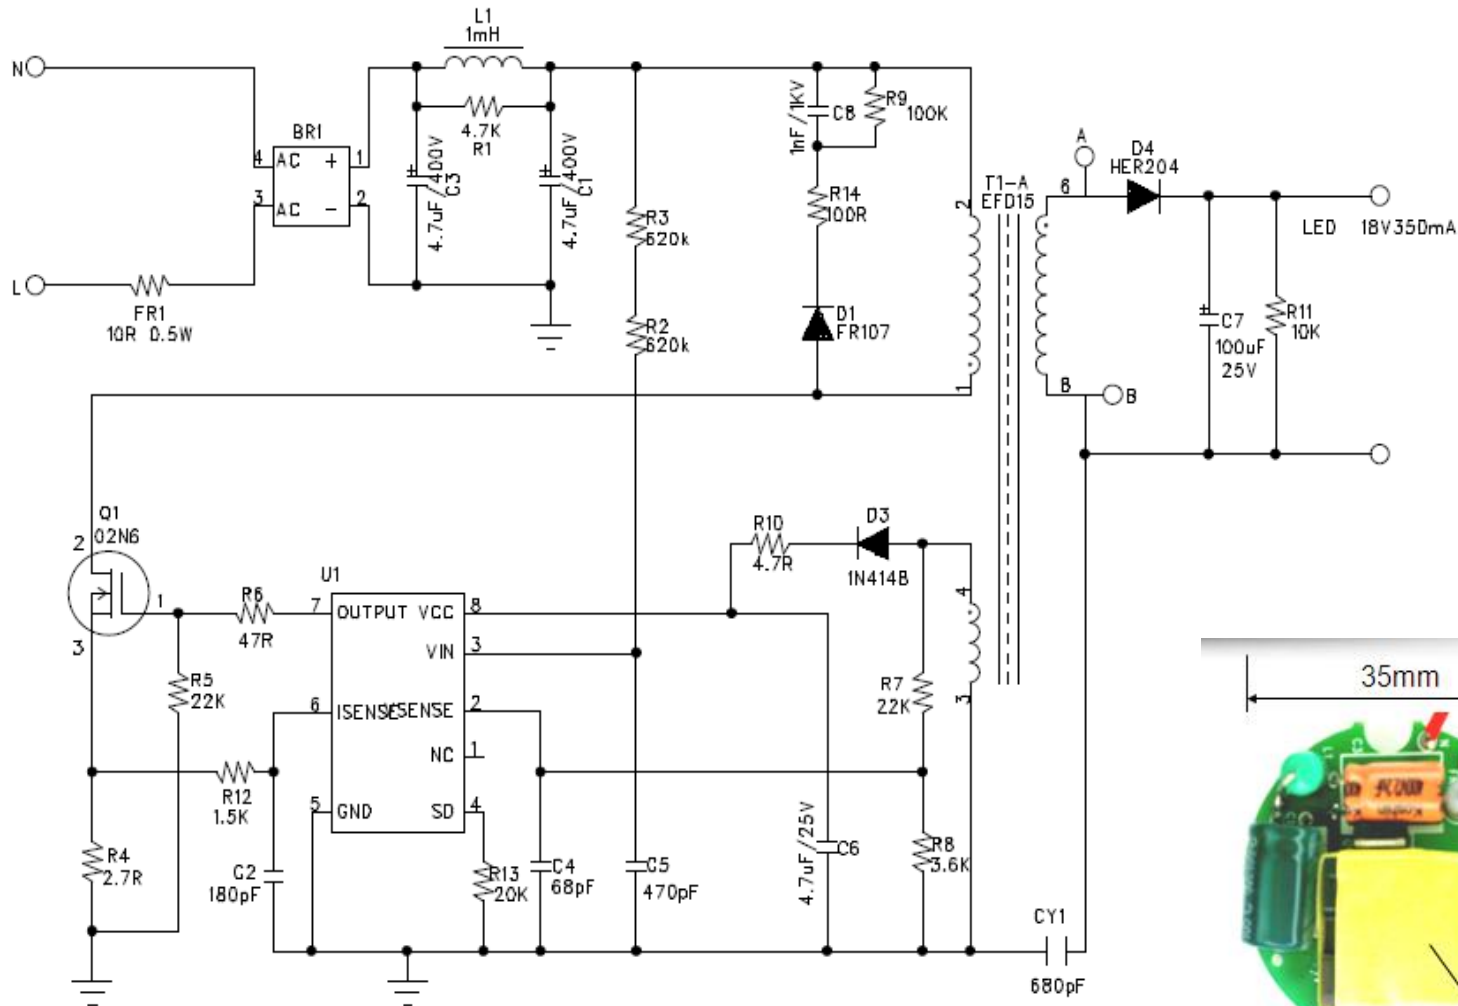 L1
1mH
N
4.7K
R1
4.7uF/400V
C3
4.7uF/400V
C1
BR1
4 AC + 1
3 AC - 2
L
FR1
10R 0.5W
R3
620k
R2
620k
1nF/1KV
C8
R9
100K
R14
100R
D1
FR107
T1-A
EFD15
2
1
6
8
A
B
D4
HER204
LED 18V350mA
C7
100uF
25V
R11
10K
Q1
02N6
2
1
3
R6
47R
R5
22K
U1
7 OUTPUT VCC 8
VIN 3
6 ISENSE VSENSE 2
NC 1
5 GND SD 4
R10
4.7R
D3
1N4148
4
3
R7
22K
R12
1.5K
R4
2.7R
C2
180pF
R13
20K
C4
68pF
C5
470pF
4.7uF/25V
C6
R8
3.6K
CY1
680pF
35mm